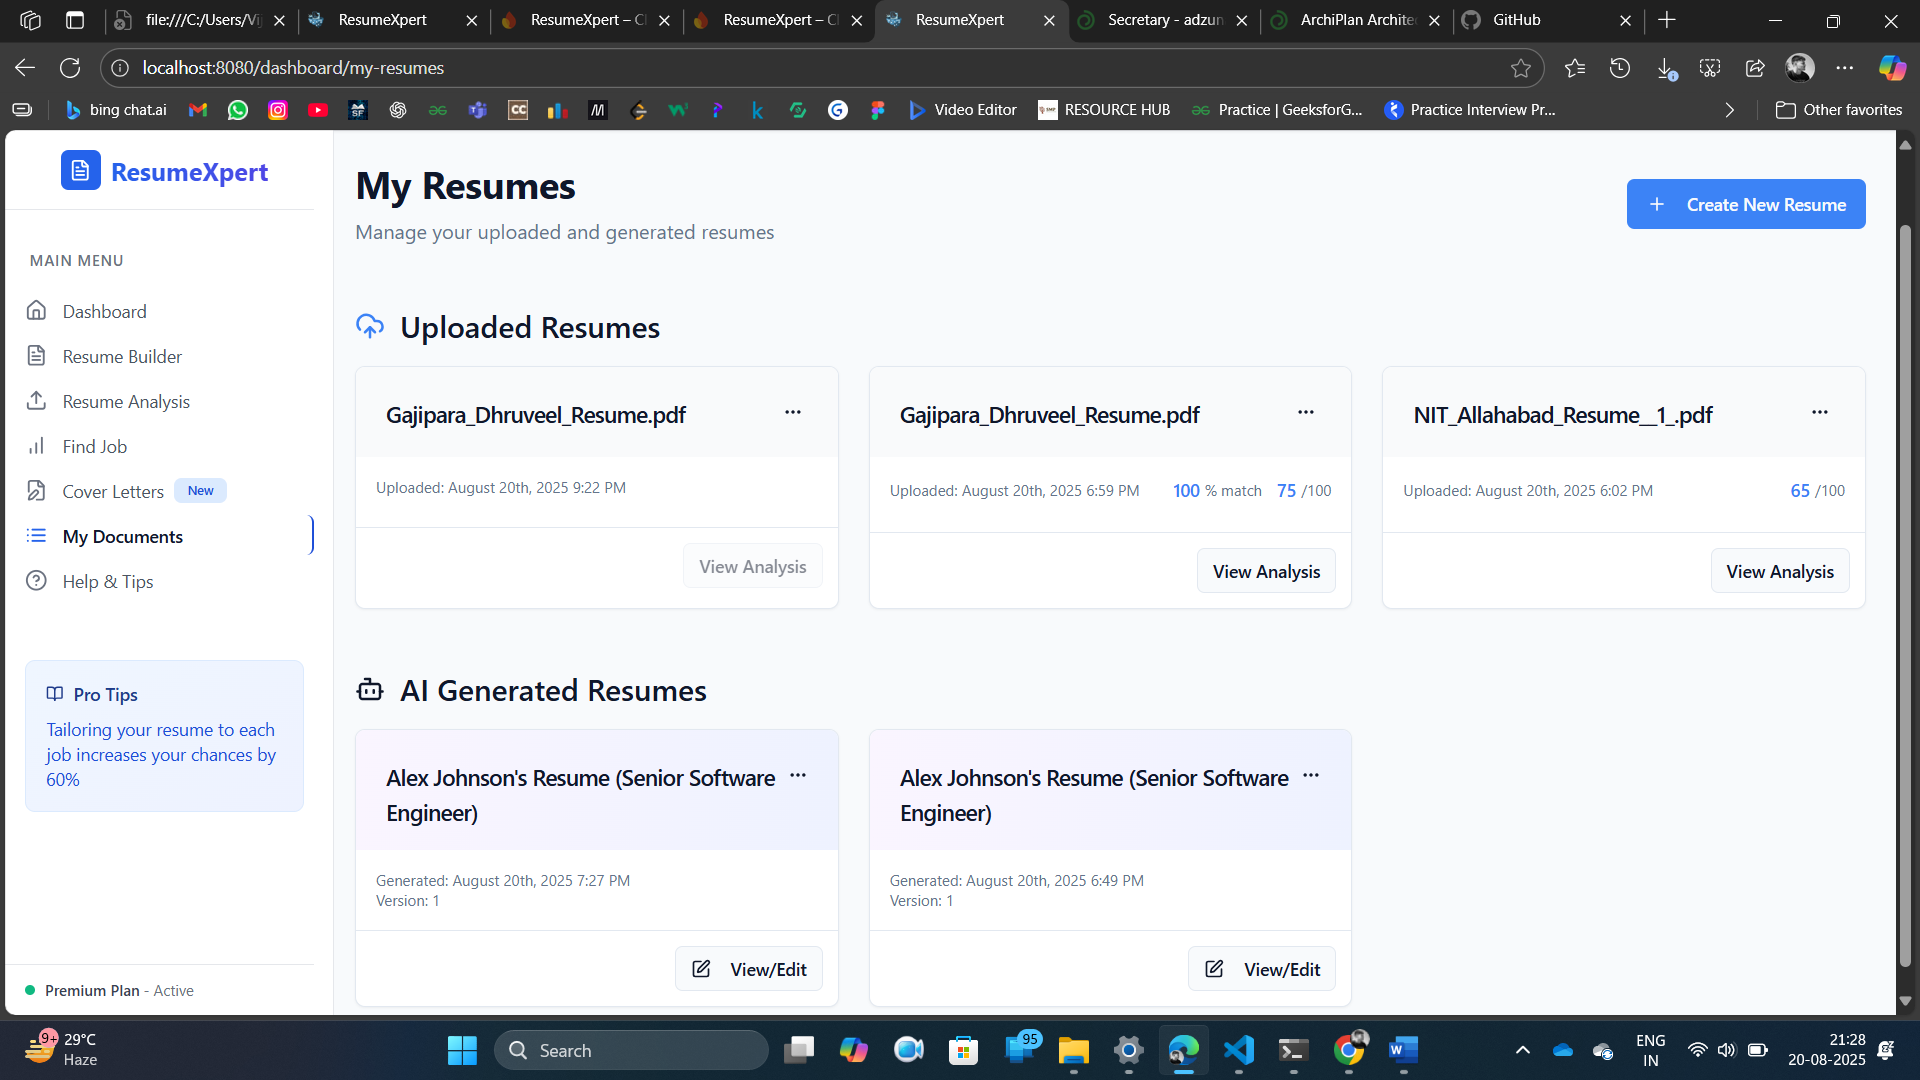 file:///C:/Users/Vij
ResumeXpert
ResumeXpert – Cl
ResumeXpert – Cl
ResumeXpert
Secretary - adzun
ArchiPlan Archite
GitHub
localhost:8080/dashboard/my-resumes
bing chat.ai
Video Editor
RESOURCE HUB
Practice | GeeksforG...
Practice Interview Pr...
Other favorites
ResumeXpert
MAIN MENU
Dashboard
Resume Builder
Resume Analysis
Find Job
Cover Letters New
My Documents
Help & Tips
Pro Tips
Tailoring your resume to each
job increases your chances by
60%
Premium Plan - Active
My Resumes
Manage your uploaded and generated resumes
+ Create New Resume
Uploaded Resumes
Gajipara_Dhruveel_Resume.pdf
Uploaded: August 20th, 2025 9:22 PM
View Analysis
Gajipara_Dhruveel_Resume.pdf
Uploaded: August 20th, 2025 6:59 PM 100 % match 75 /100
View Analysis
NIT_Allahabad_Resume__1_.pdf
Uploaded: August 20th, 2025 6:02 PM 65 /100
View Analysis
AI Generated Resumes
Alex Johnson's Resume (Senior Software
Engineer)
Generated: August 20th, 2025 7:27 PM
Version: 1
View/Edit
Alex Johnson's Resume (Senior Software
Engineer)
Generated: August 20th, 2025 6:49 PM
Version: 1
View/Edit
9+
29°C
Haze
Search
95
ENG
IN
21:28
20-08-2025